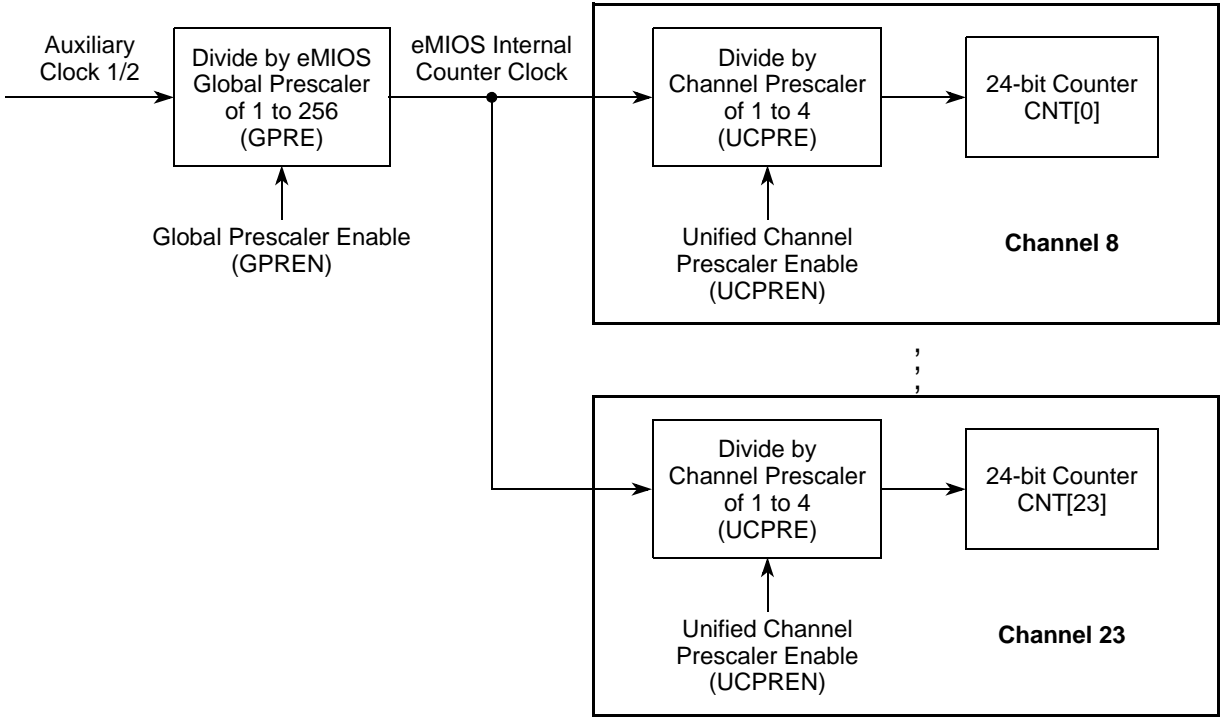 Auxiliary
Clock 1/2
Divide by eMIOS
Global Prescaler
of 1 to 256
(GPRE)
Global Prescaler Enable
(GPREN)
eMIOS Internal
Counter Clock
Divide by
Channel Prescaler
of 1 to 4
(UCPRE)
24-bit Counter
CNT[0]
Unified Channel
Prescaler Enable
(UCPREN)
Channel 8
,
,
,
Divide by
Channel Prescaler
of 1 to 4
(UCPRE)
24-bit Counter
CNT[23]
Unified Channel
Prescaler Enable
(UCPREN)
Channel 23